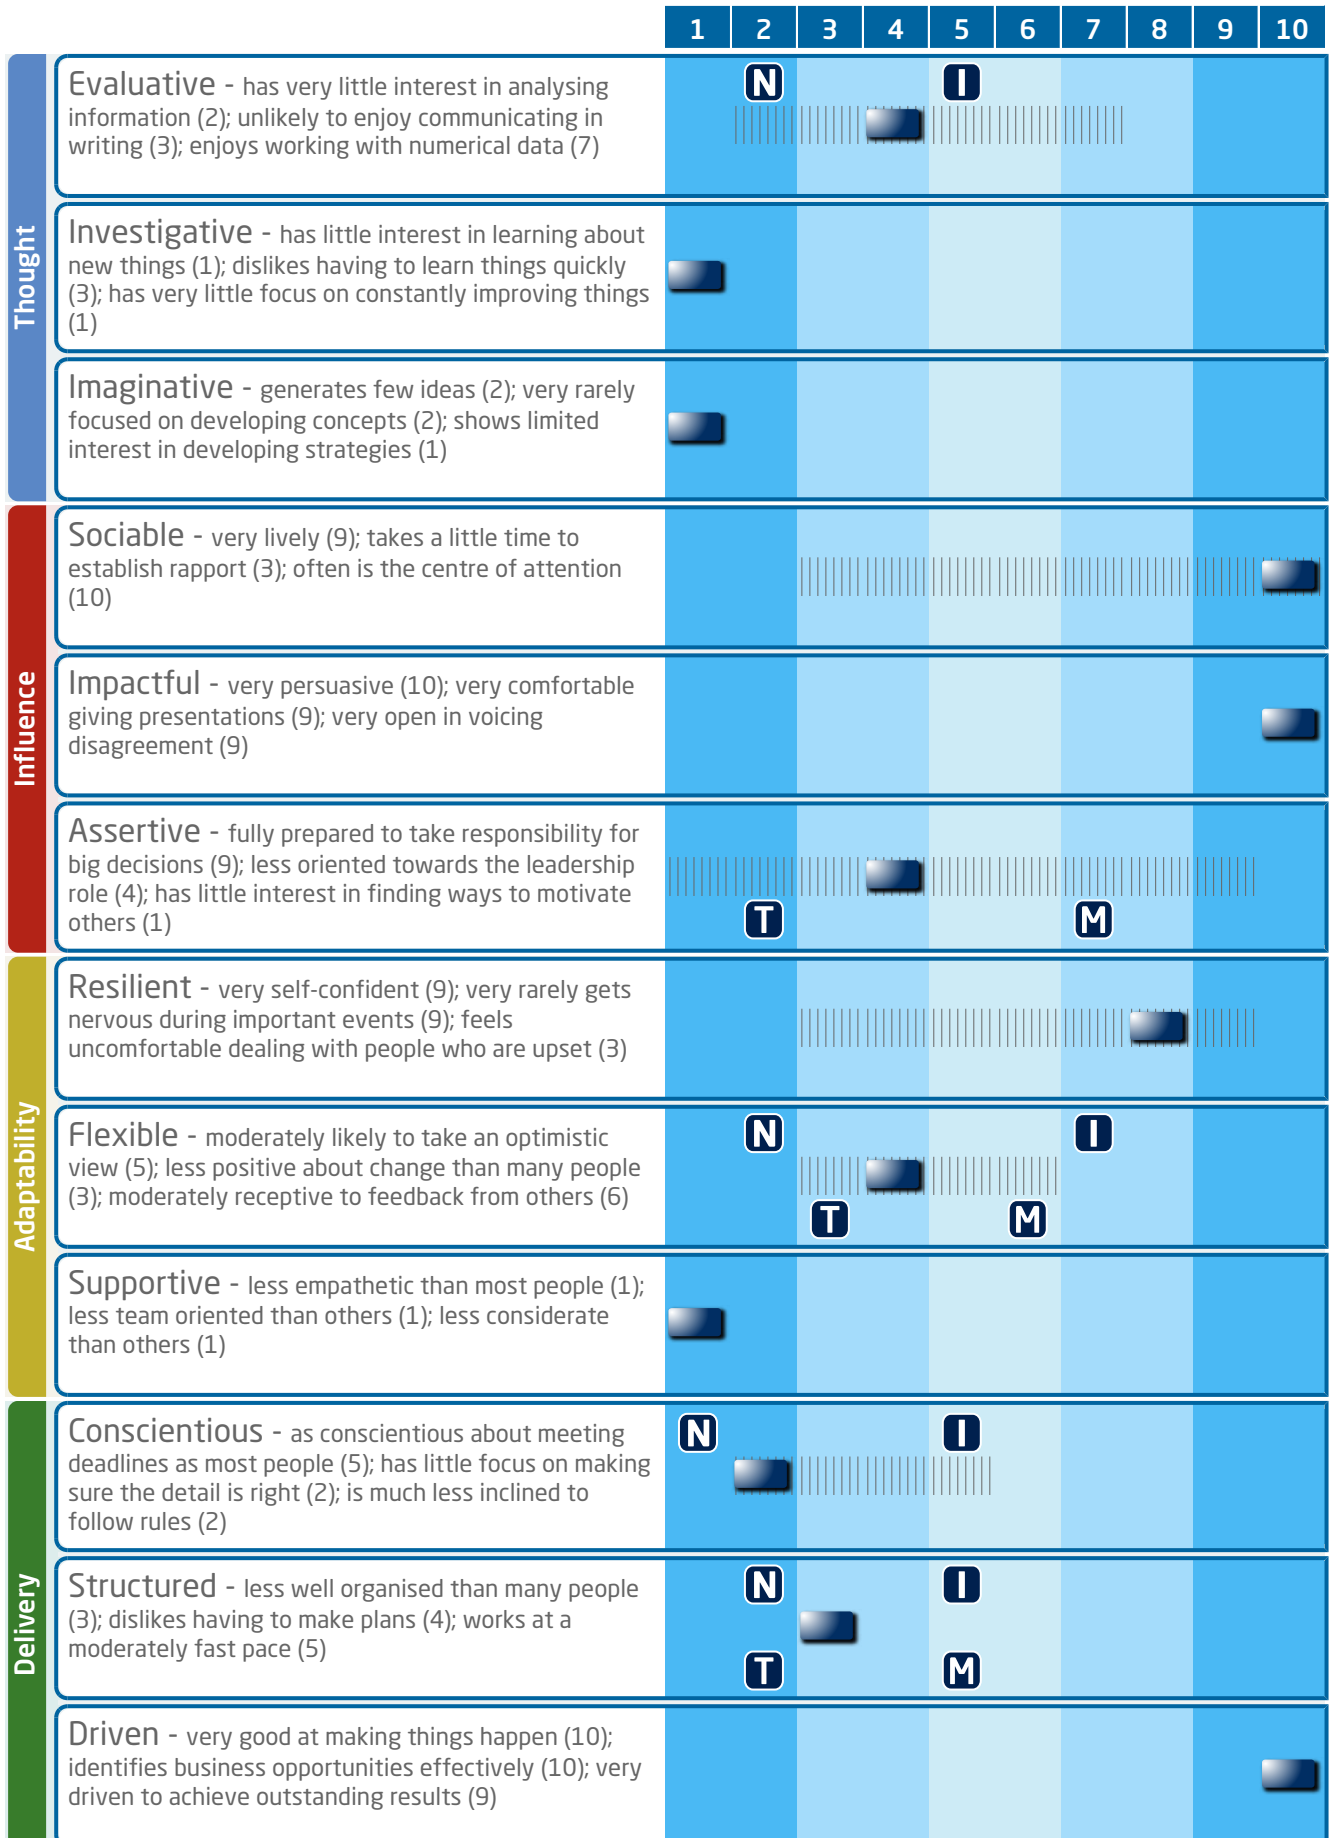 1 2 3 4 5 6 7 8 9 10
Thought
Evaluative - has very little interest in analysing
information (2); unlikely to enjoy communicating in
writing (3); enjoys working with numerical data (7)
N I
Investigative - has little interest in learning about
new things (1); dislikes having to learn things quickly
(3); has very little focus on constantly improving things
(1)
Imaginative - generates few ideas (2); very rarely
focused on developing concepts (2); shows limited
interest in developing strategies (1)
Influence
Sociable - very lively (9); takes a little time to
establish rapport (3); often is the centre of attention
(10)
Impactful - very persuasive (10); very comfortable
giving presentations (9); very open in voicing
disagreement (9)
Assertive - fully prepared to take responsibility for
big decisions (9); less oriented towards the leadership
role (4); has little interest in finding ways to motivate
others (1)
T M
Adaptability
Resilient - very self-confident (9); very rarely gets
nervous during important events (9); feels
uncomfortable dealing with people who are upset (3)
Flexible - moderately likely to take an optimistic
view (5); less positive about change than many people
(3); moderately receptive to feedback from others (6)
N I
T M
Supportive - less empathetic than most people (1);
less team oriented than others (1); less considerate
than others (1)
Delivery
Conscientious - as conscientious about meeting
deadlines as most people (5); has little focus on making
sure the detail is right (2); is much less inclined to
follow rules (2)
N I
Structured - less well organised than many people
(3); dislikes having to make plans (4); works at a
moderately fast pace (5)
N I
T M
Driven - very good at making things happen (10);
identifies business opportunities effectively (10); very
driven to achieve outstanding results (9)